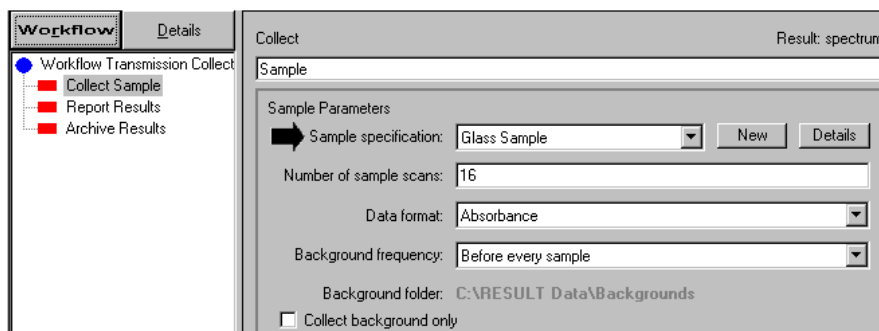 Workflow Details
Workflow Transmission Collect
Collect Sample
Report Results
Archive Results
Collect Result: spectrum
Sample
Sample Parameters
Sample specification: Glass Sample New Details
Number of sample scans: 16
Data format: Absorbance
Background frequency: Before every sample
Background folder: C:\RESULT Data\Backgrounds
Collect background only